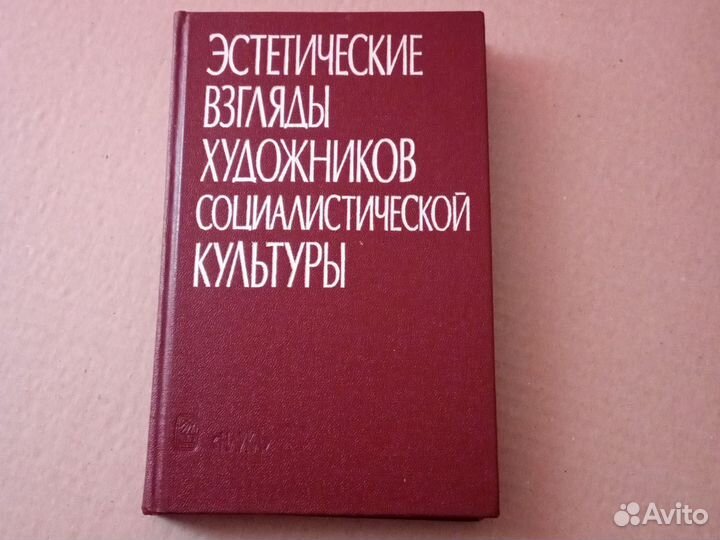 ЭСТЕТИЧЕСКИЕ
ВЗГЛЯДЫ
ХУДОЖНИКОВ
СОЦИАЛИСТИЧЕСКОЙ
КУЛЬТУРЫ
Avito